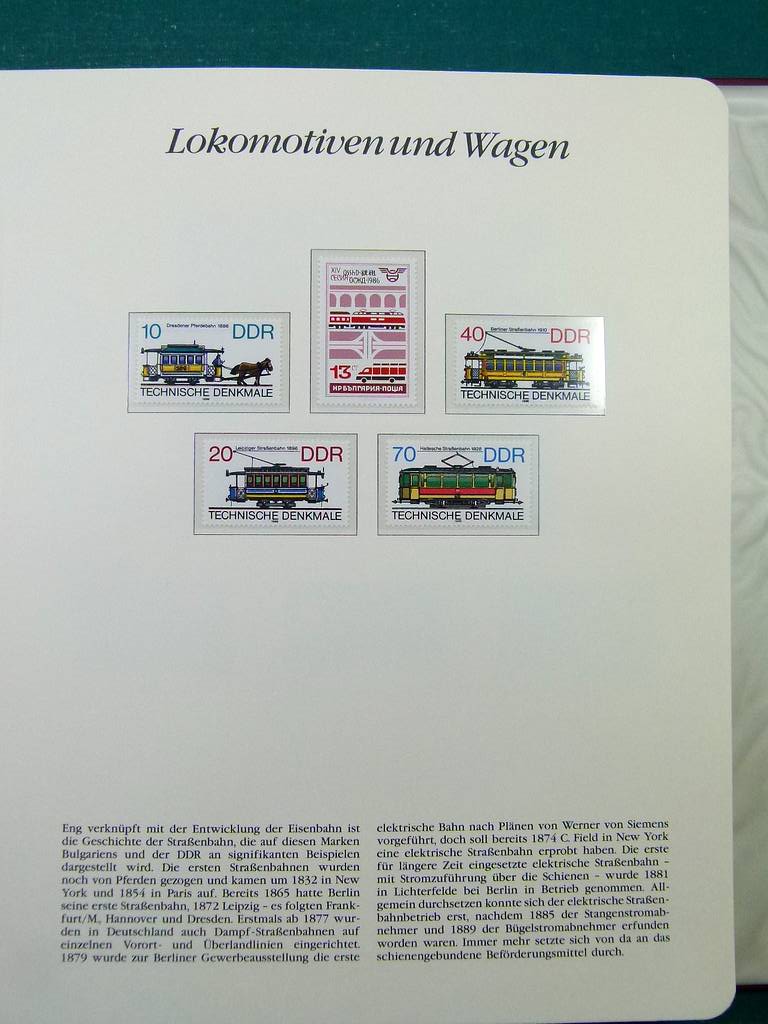 Lokomotiven und Wagen
10 Dresdener Pferdebahn 1886 DDR
TECHNISCHE DENKMALE
XIV
СЕСИЯ
ОСЖД·1986
13
НР БЪЛГАРИЯ·ПОЩА
40 Berliner Straßenbahn 1910 DDR
TECHNISCHE DENKMALE
20 Leipziger Straßenbahn 1896 DDR
TECHNISCHE DENKMALE
70 Hallesche Straßenbahn 1928 DDR
TECHNISCHE DENKMALE
Eng verknüpft mit der Entwicklung der Eisenbahn ist
die Geschichte der Straßenbahn, die auf diesen Marken
Bulgariens und der DDR an signifikanten Beispielen
dargestellt wird. Die ersten Straßenbahnen wurden
noch von Pferden gezogen und kamen um 1832 in New
York und 1854 in Paris auf. Bereits 1865 hatte Berlin
seine erste Straßenbahn, 1872 Leipzig – es folgten Frank-
furt/M., Hannover und Dresden. Erstmals ab 1877 wur-
den in Deutschland auch Dampf-Straßenbahnen auf
einzelnen Vorort- und Überlandlinien eingerichtet.
1879 wurde zur Berliner Gewerbeausstellung die erste
elektrische Bahn nach Plänen von Werner von Siemens
vorgeführt, doch soll bereits 1874 C. Field in New York
eine elektrische Straßenbahn erprobt haben. Die erste
für längere Zeit eingesetzte elektrische Straßenbahn –
mit Stromzuführung über die Schienen – wurde 1881
in Lichterfelde bei Berlin in Betrieb genommen. All-
gemein durchsetzen konnte sich der elektrische Straßen-
bahnbetrieb erst, nachdem 1885 der Stangenstromab-
nehmer und 1889 der Bügelstromabnehmer erfunden
worden waren. Immer mehr setzte sich von da an das
schienengebundene Beförderungsmittel durch.